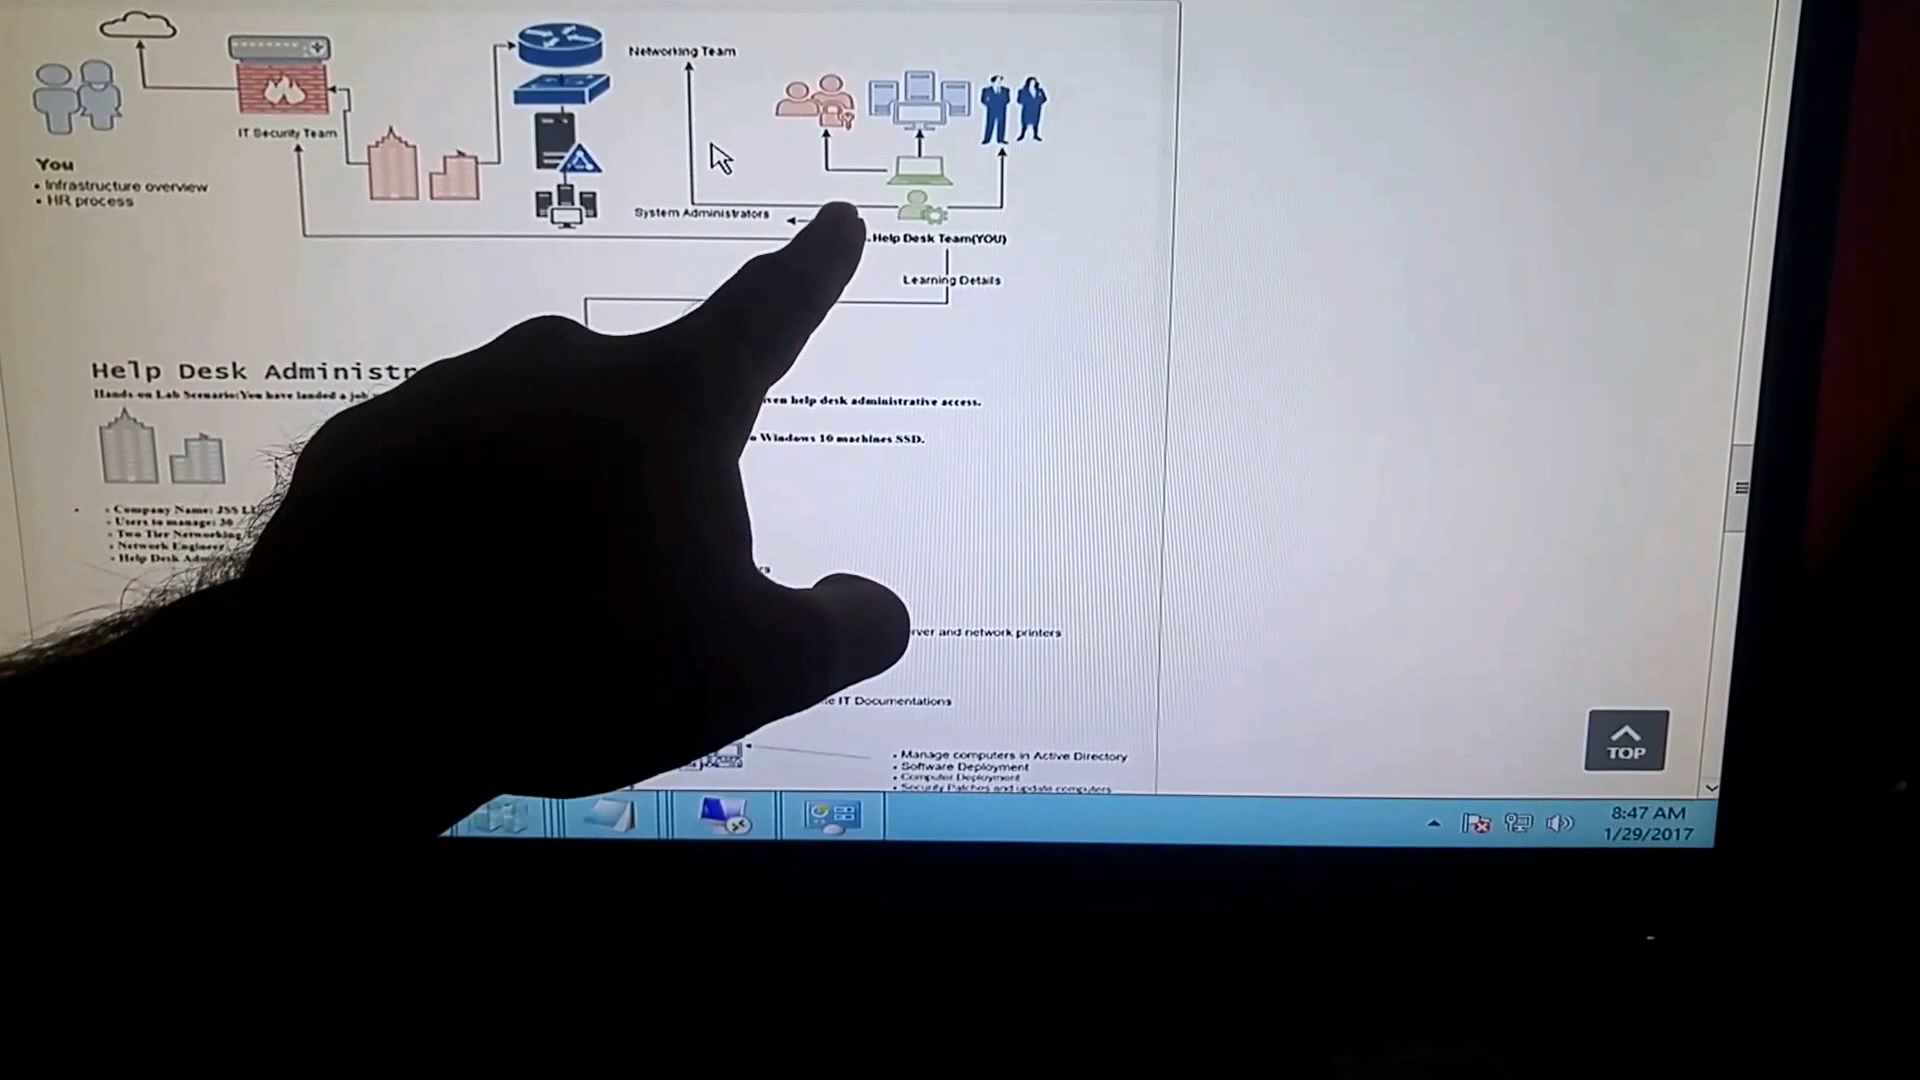 Networking Team
IT Security Team
You
• Infrastructure overview
• HR process
System Administrators
Help Desk Team(YOU)
Learning Details
Help Desk Administr
Hands-on Lab Scenario:You have landed a job
help desk administrative access.
Windows 10 machines SSD.
• Company Name: JSS
• Users to manage: 30
• Two Tier Networking
• Network Engineer
• Help Desk
and network printers
IT Documentations
• Manage computers in Active Directory
• Software Deployment
• Computer Deployment
• Security Patches and update computers
TOP
8:47 AM
1/29/2017